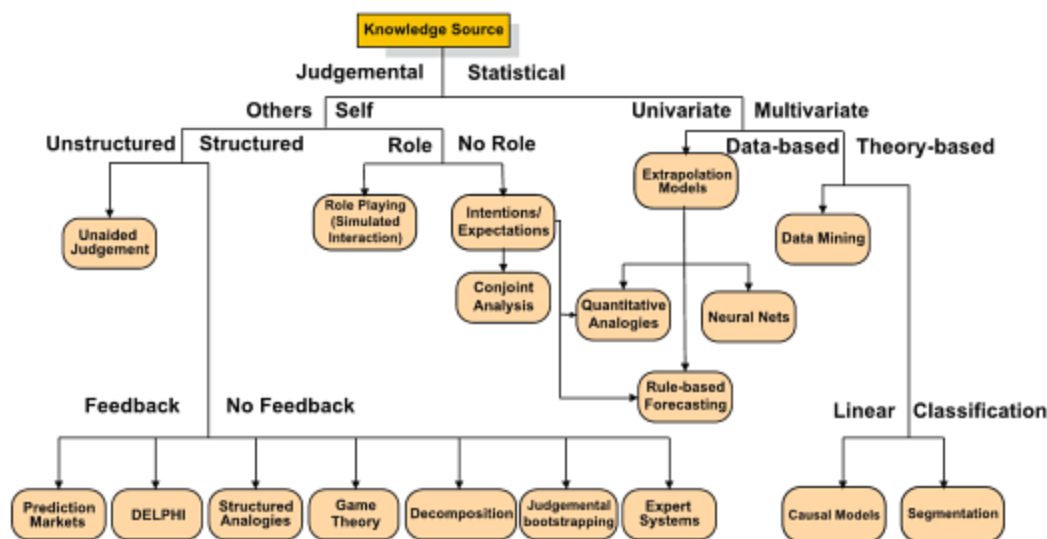 Knowledge Source
Judgemental Statistical
Others Self
Univariate Multivariate
Unstructured Structured
Role No Role
Data-based Theory-based
Extrapolation
Models
Role Playing
(Simulated
Interaction)
Intentions/
Expectations
Unaided
Judgement
Data Mining
Conjoint
Analysis
Quantitative
Analogies
Neural Nets
Rule-based
Forecasting
Feedback No Feedback
Linear Classification
Prediction
Markets
DELPHI
Structured
Analogies
Game
Theory
Decomposition
Judgemental
bootstrapping
Expert
Systems
Causal Models
Segmentation